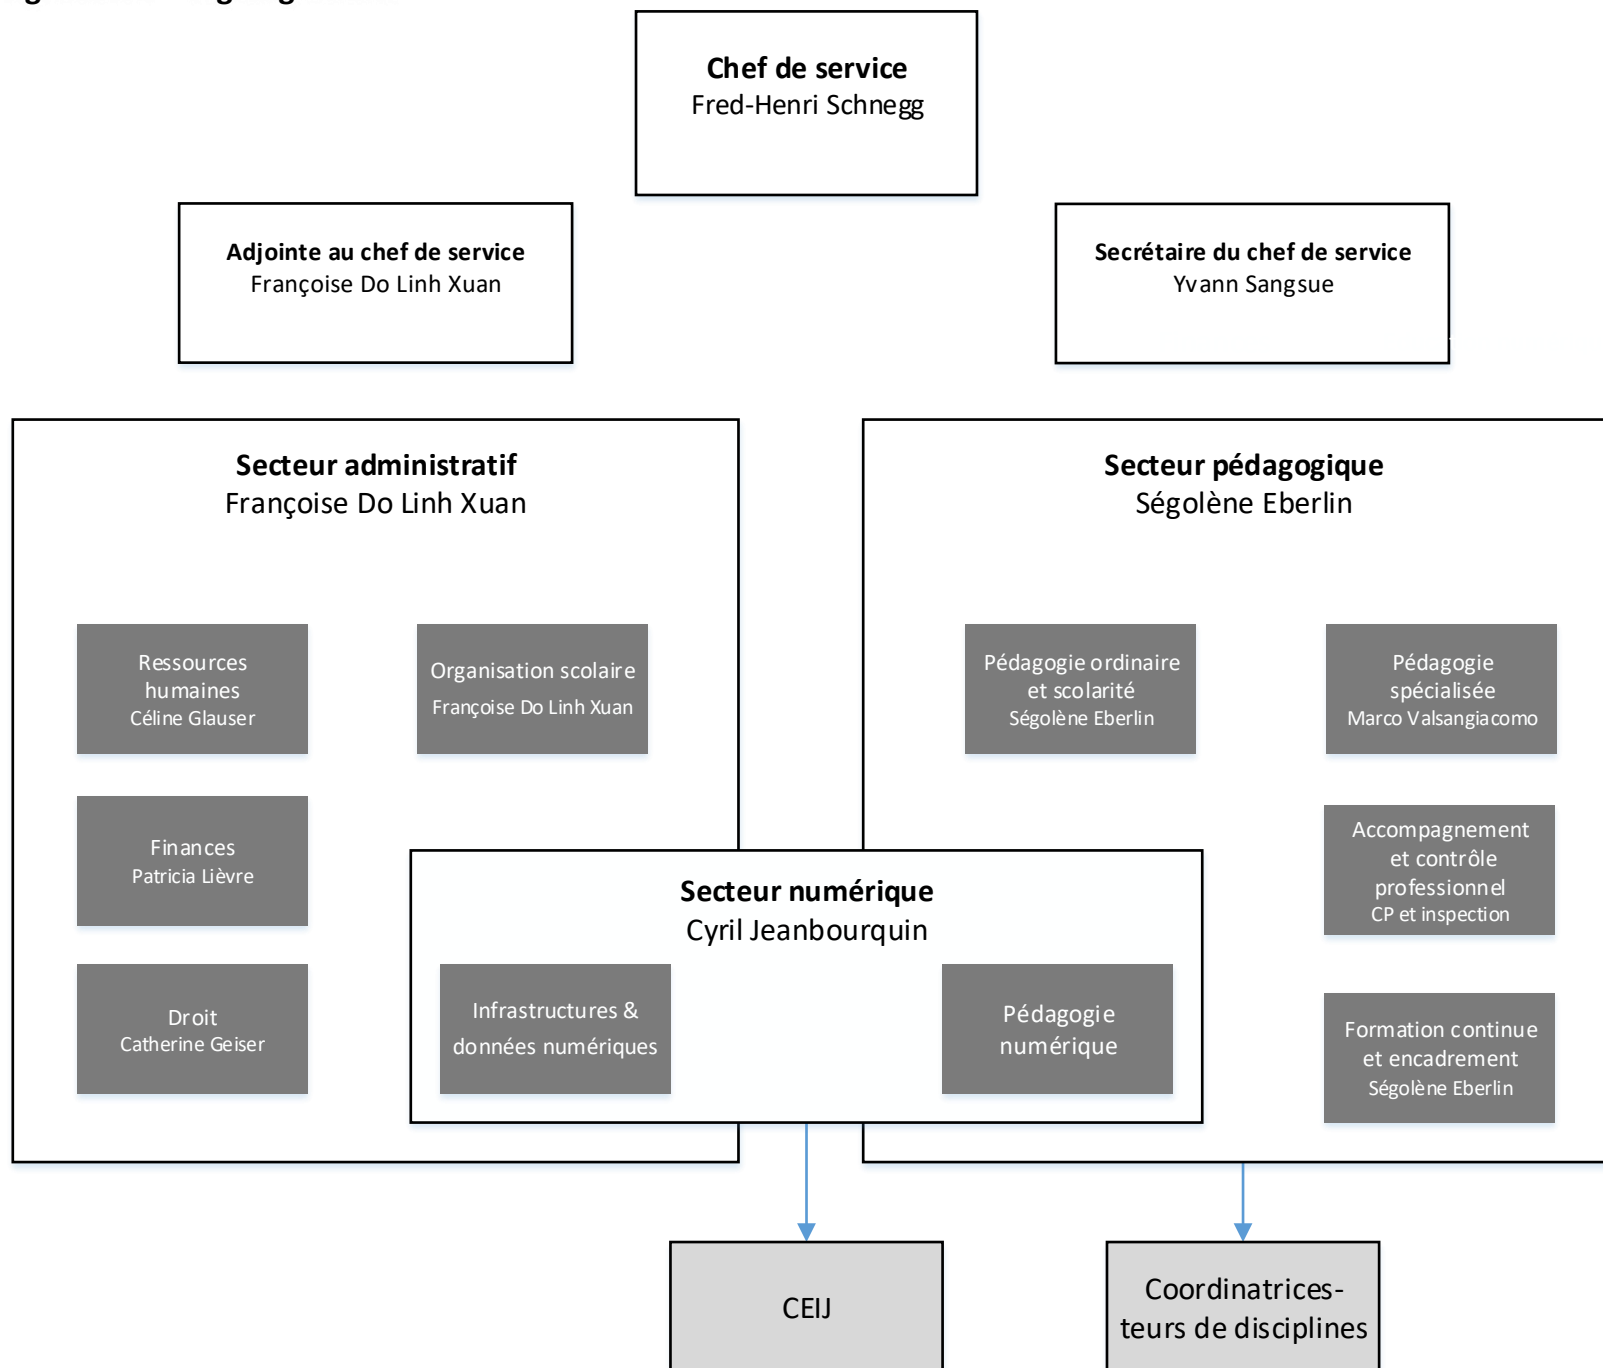 Chef de service
Fred-Henri Schnegg
Adjointe au chef de service
Françoise Do Linh Xuan
Secrétaire du chef de service
Yvann Sangsue
Secteur administratif
Françoise Do Linh Xuan
Secteur pédagogique
Ségolène Eberlin
Ressources
humaines
Céline Glauser
Organisation scolaire
Françoise Do Linh Xuan
Pédagogie ordinaire
et scolarité
Ségolène Eberlin
Pédagogie
spécialisée
Marco Valsangiacomo
Finances
Patricia Lièvre
Accompagnement
et contrôle
professionnel
CP et inspection
Secteur numérique
Cyril Jeanbourquin
Droit
Catherine Geiser
Infrastructures &
données numériques
Pédagogie
numérique
Formation continue
et encadrement
Ségolène Eberlin
CEIJ
Coordinatrices-
teurs de disciplines